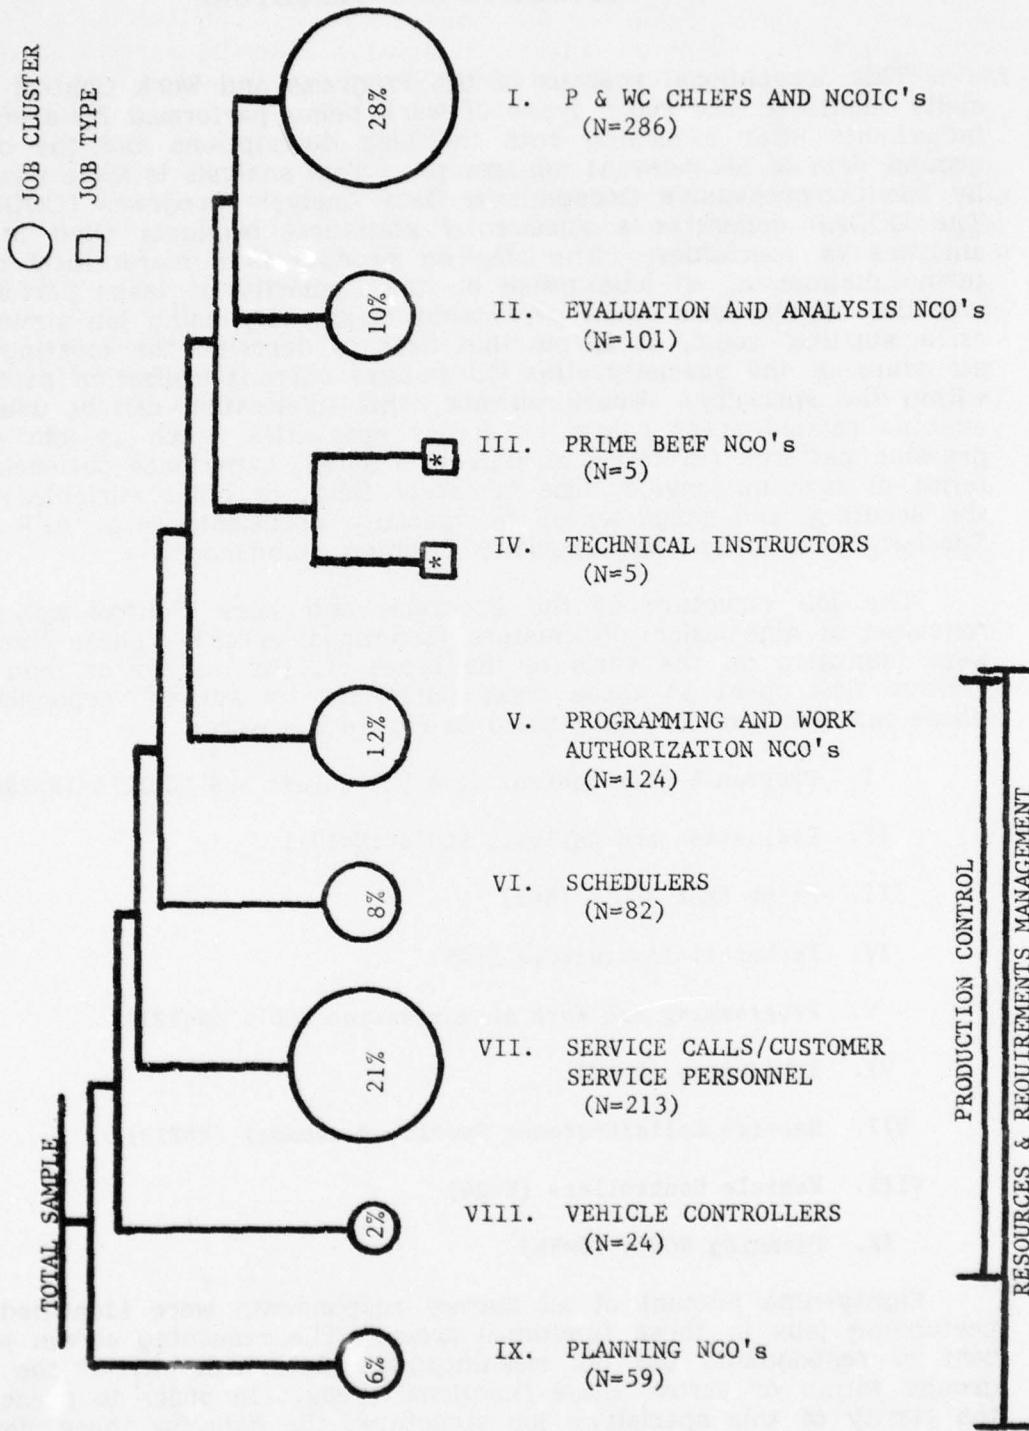 JOB CLUSTER
JOB TYPE
TOTAL SAMPLE
28%
I. P & WC CHIEFS AND NCOIC's
(N=286)
10%
II. EVALUATION AND ANALYSIS NCO's
(N=101)
*
III. PRIME BEEF NCO's
(N=5)
*
IV. TECHNICAL INSTRUCTORS
(N=5)
12%
V. PROGRAMMING AND WORK
AUTHORIZATION NCO's
(N=124)
8%
VI. SCHEDULERS
(N=82)
21%
VII. SERVICE CALLS/CUSTOMER
SERVICE PERSONNEL
(N=213)
2%
VIII. VEHICLE CONTROLLERS
(N=24)
6%
IX. PLANNING NCO's
(N=59)
PRODUCTION CONTROL
RESOURCES & REQUIREMENTS MANAGEMENT